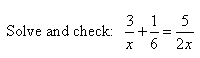 Solve and check: 3/x + 1/6 = 5/2x